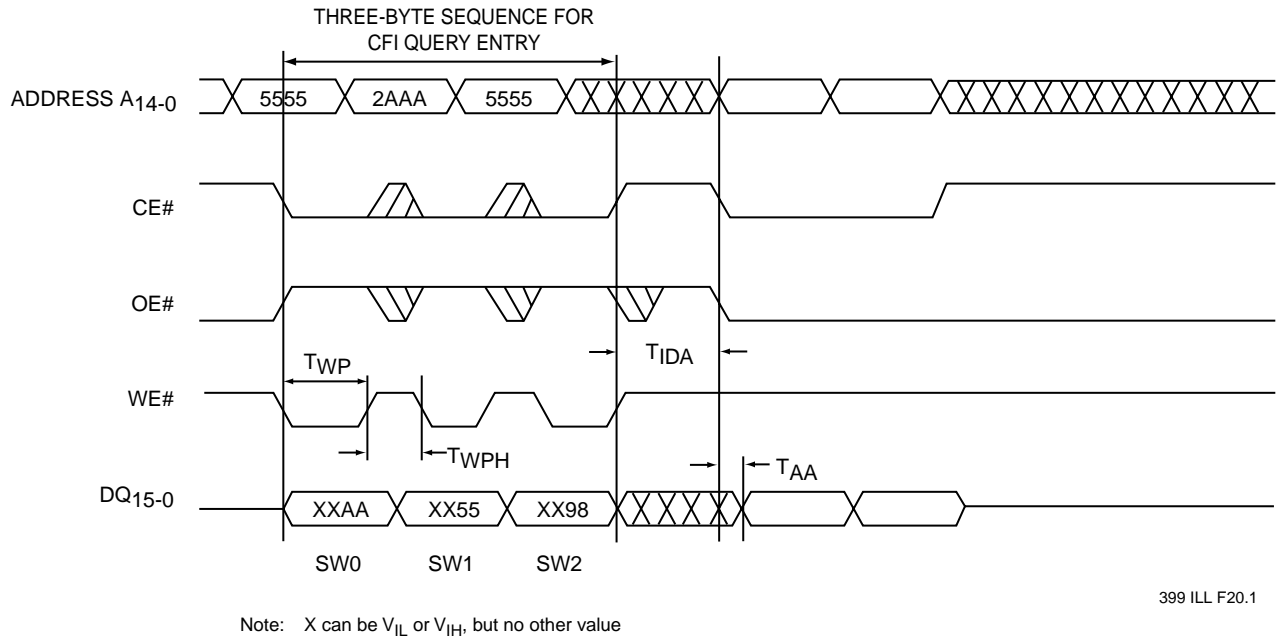 THREE-BYTE SEQUENCE FOR
CFI QUERY ENTRY
ADDRESS A14-0
5555 2AAA 5555
CE#
OE#
TIDA
TWP
WE#
TWPH
TAA
DQ15-0
XXAA XX55 XX98
SW0 SW1 SW2
399 ILL F20.1
Note: X can be VIL or VIH, but no other value